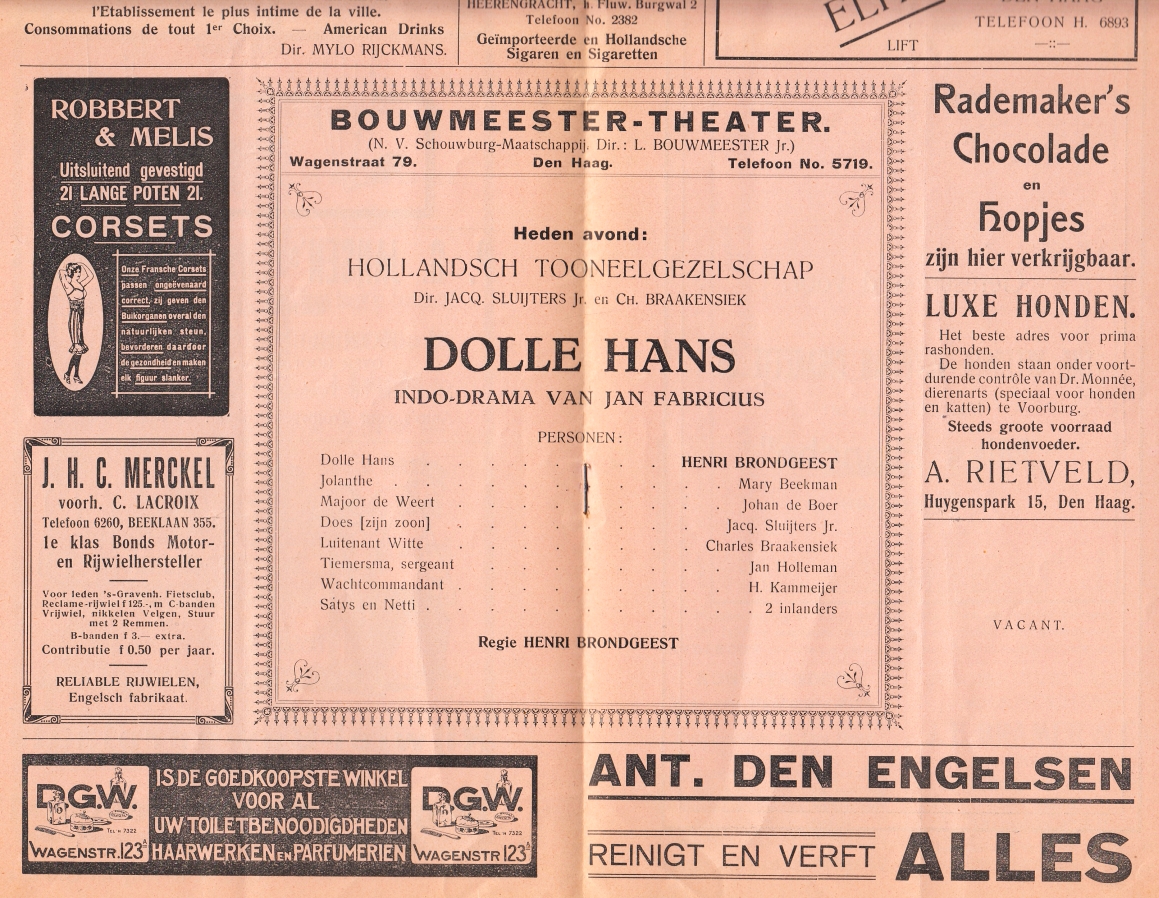 l'Etablissement le plus intime de la ville.
Consommations de tout 1er Choix. — American Drinks
Dir. MYLO RIJCKMANS.
HEERENGRACHT, h. Fluw. Burgwal 2
Telefoon No. 2382
Geïmporteerde en Hollandsche
Sigaren en Sigaretten
LIFT
TELEFOON H. 6893
—::—
ROBBERT
& MELIS
Uitsluitend gevestigd
21 LANGE POTEN 21.
CORSETS
Onze Fransche Corsets
passen ongeëvenaard
correct, zij geven den
Buikorganen overal den
natuurlijken steun,
bevorderen daardoor
de gezondheid en maken
elk figuur slanker.
J. H. C. MERCKEL
voorh. C. LACROIX
Telefoon 6260, BEEKLAAN 355.
1e klas Bonds Motor-
en Rijwielhersteller
Voor leden 's-Gravenh. Fietsclub,
Reclame-rijwiel f 125.-, m C-banden
Vrijwiel, nikkelen Velgen, Stuur
met 2 Remmen.
B-banden f 3.— extra.
Contributie f 0.50 per jaar.
RELIABLE RIJWIELEN,
Engelsch fabrikaat.
BOUWMEESTER-THEATER.
(N. V. Schouwburg-Maatschappij. Dir.: L. BOUWMEESTER Jr.)
Wagenstraat 79. Den Haag. Telefoon No. 5719.
Heden avond:
HOLLANDSCH TOONEELGEZELSCHAP
Dir. JACQ. SLUIJTERS Jr. en CH. BRAAKENSIEK
DOLLE HANS
INDO-DRAMA VAN JAN FABRICIUS
PERSONEN:
Dolle Hans . . . . . . . . HENRI BRONDGEEST
Jolanthe . . . . . . . . . . Mary Beekman
Majoor de Weert . . . . . . . . Johan de Boer
Does [zijn zoon] . . . . . . . . Jacq. Sluijters Jr.
Luitenant Witte . . . . . . . Charles Braakensiek
Tiemersma, sergeant . . . . . . . . Jan Holleman
Wachtcommandant . . . . . . . . H. Kammeijer
Satys en Netti . . . . . . . . . . 2 inlanders
Regie HENRI BRONDGEEST
Rademaker's
Chocolade
en
Hopjes
zijn hier verkrijgbaar.
LUXE HONDEN.
Het beste adres voor prima
rashonden.
De honden staan onder voort-
durende contrôle van Dr. Monnée,
dierenarts (speciaal voor honden
en katten) te Voorburg.
Steeds groote voorraad
hondenvoeder.
A. RIETVELD,
Huygenspark 15, Den Haag.
VACANT.
D.G.W.
TEL H 7322
WAGENSTR. 123A
IS DE GOEDKOOPSTE WINKEL
VOOR AL
UW TOILETBENOODIGDHEDEN
HAARWERKEN EN PARFUMERIEN
D.G.W.
TEL H 7322
WAGENSTR 123A
ANT. DEN ENGELSEN
REINIGT EN VERFT ALLES